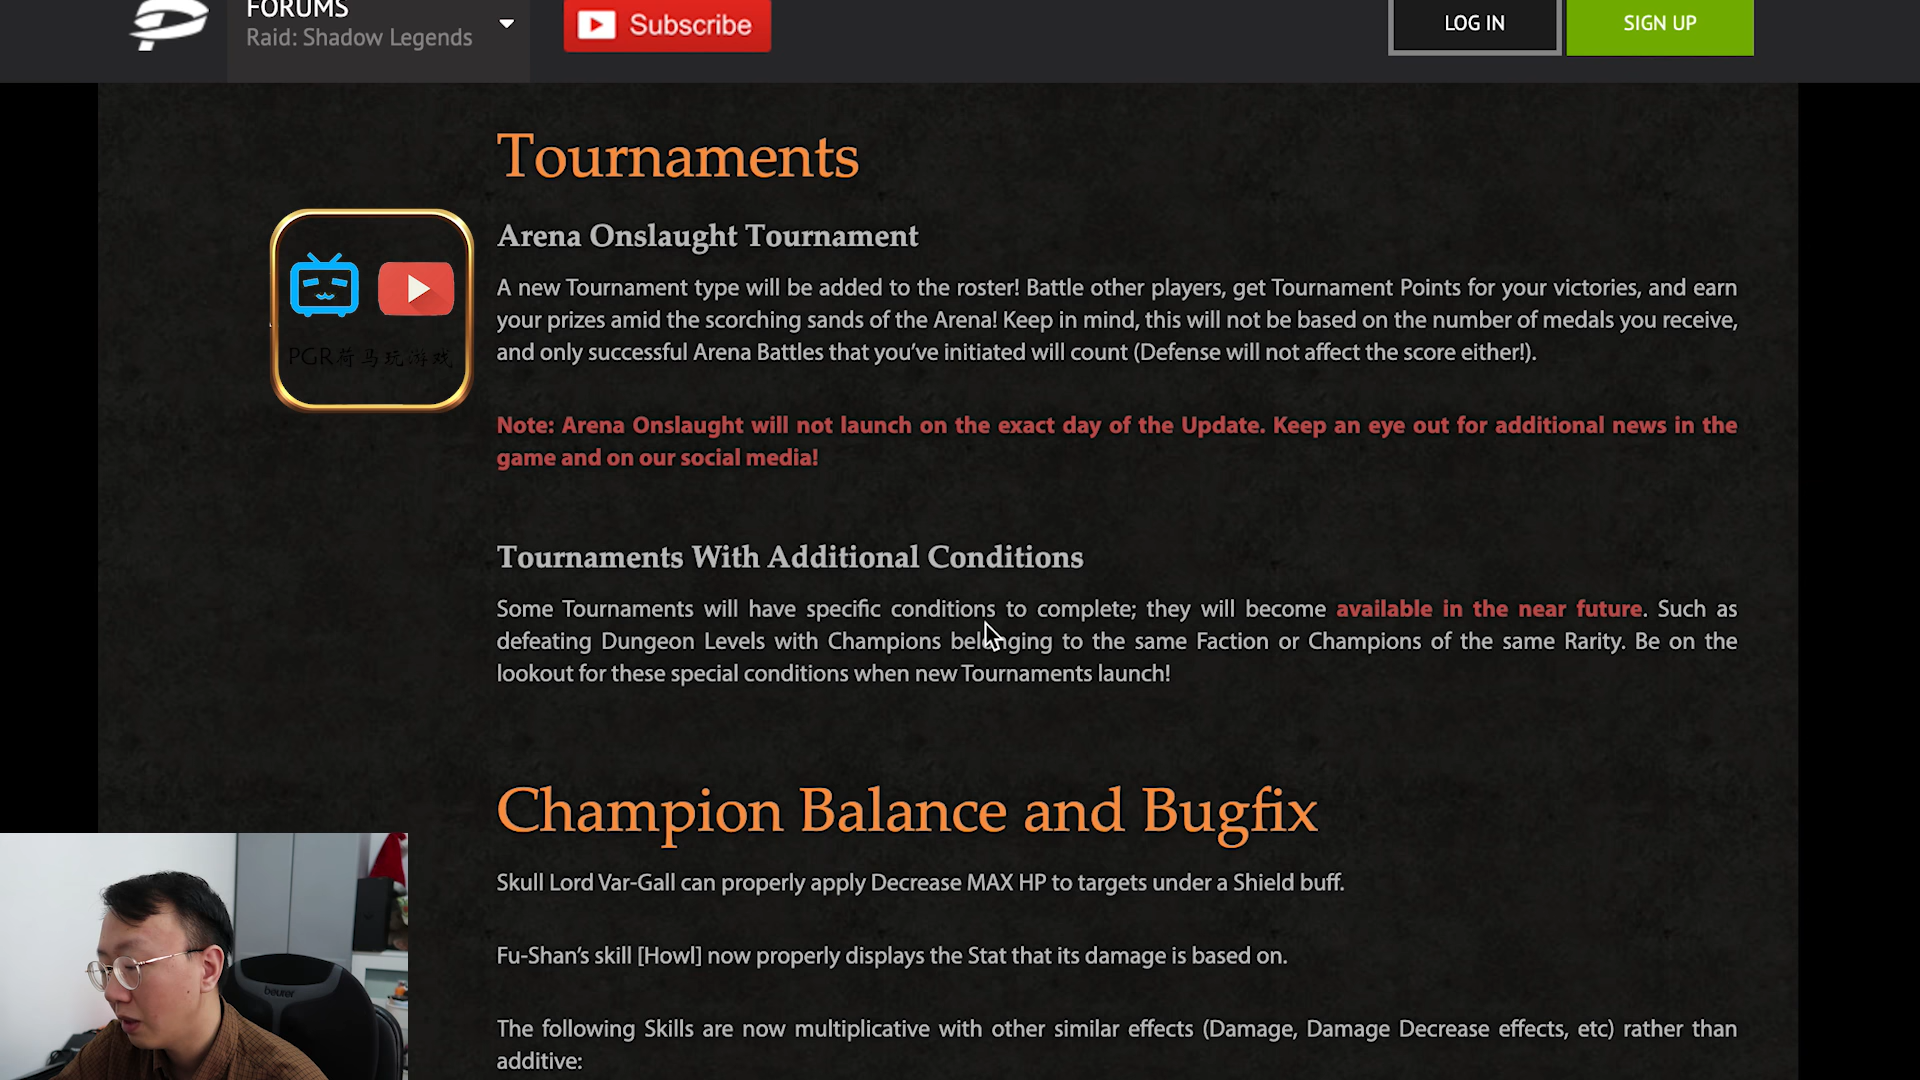 FORUMS
Raid: Shadow Legends
Subscribe
LOG IN
SIGN UP
Tournaments
Arena Onslaught Tournament
A new Tournament type will be added to the roster! Battle other players, get Tournament Points for your victories, and earn
your prizes amid the scorching sands of the Arena! Keep in mind, this will not be based on the number of medals you receive,
and only successful Arena Battles that you’ve initiated will count (Defense will not affect the score either!).
PGR荷马玩游戏
Note: Arena Onslaught will not launch on the exact day of the Update. Keep an eye out for additional news in the
game and on our social media!
Tournaments With Additional Conditions
Some Tournaments will have specific conditions to complete; they will become available in the near future. Such as
defeating Dungeon Levels with Champions belonging to the same Faction or Champions of the same Rarity. Be on the
lookout for these special conditions when new Tournaments launch!
Champion Balance and Bugfix
Skull Lord Var-Gall can properly apply Decrease MAX HP to targets under a Shield buff.
Fu-Shan’s skill [Howl] now properly displays the Stat that its damage is based on.
The following Skills are now multiplicative with other similar effects (Damage, Damage Decrease effects, etc) rather than
additive:
beurer